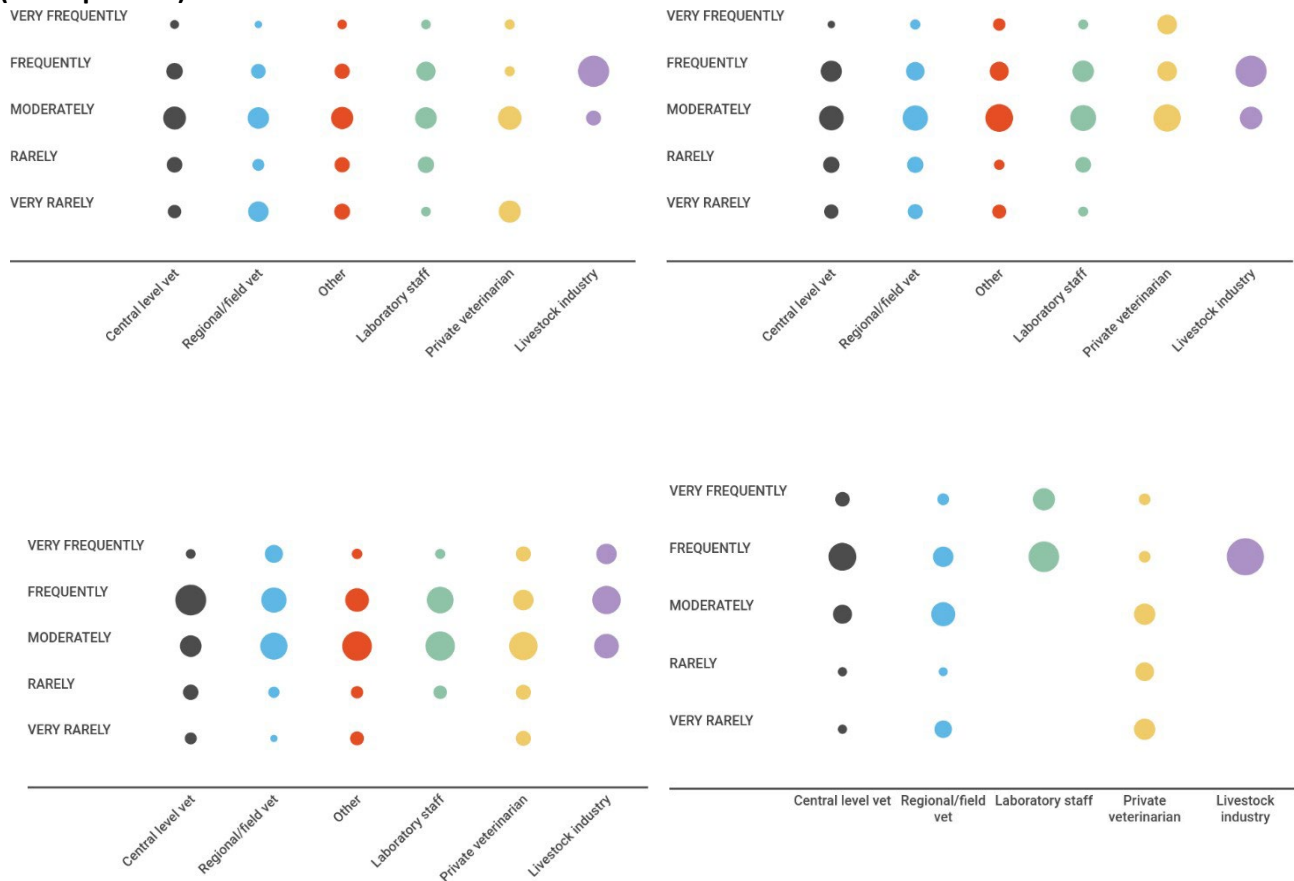 VERY FREQUENTLY
FREQUENTLY
MODERATELY
RARELY
VERY RARELY
Central level vet
Regional/field vet
Other
Laboratory staff
Private veterinarian
Livestock industry
VERY FREQUENTLY
FREQUENTLY
MODERATELY
RARELY
VERY RARELY
Central level vet
Regional/field vet
Other
Laboratory staff
Private veterinarian
Livestock industry
VERY FREQUENTLY
FREQUENTLY
MODERATELY
RARELY
VERY RARELY
Central level vet
Regional/field vet
Other
Laboratory staff
Private veterinarian
Livestock industry
VERY FREQUENTLY
FREQUENTLY
MODERATELY
RARELY
VERY RARELY
Central level vet
Regional/field
vet
Laboratory staff
Private
veterinarian
Livestock
industry